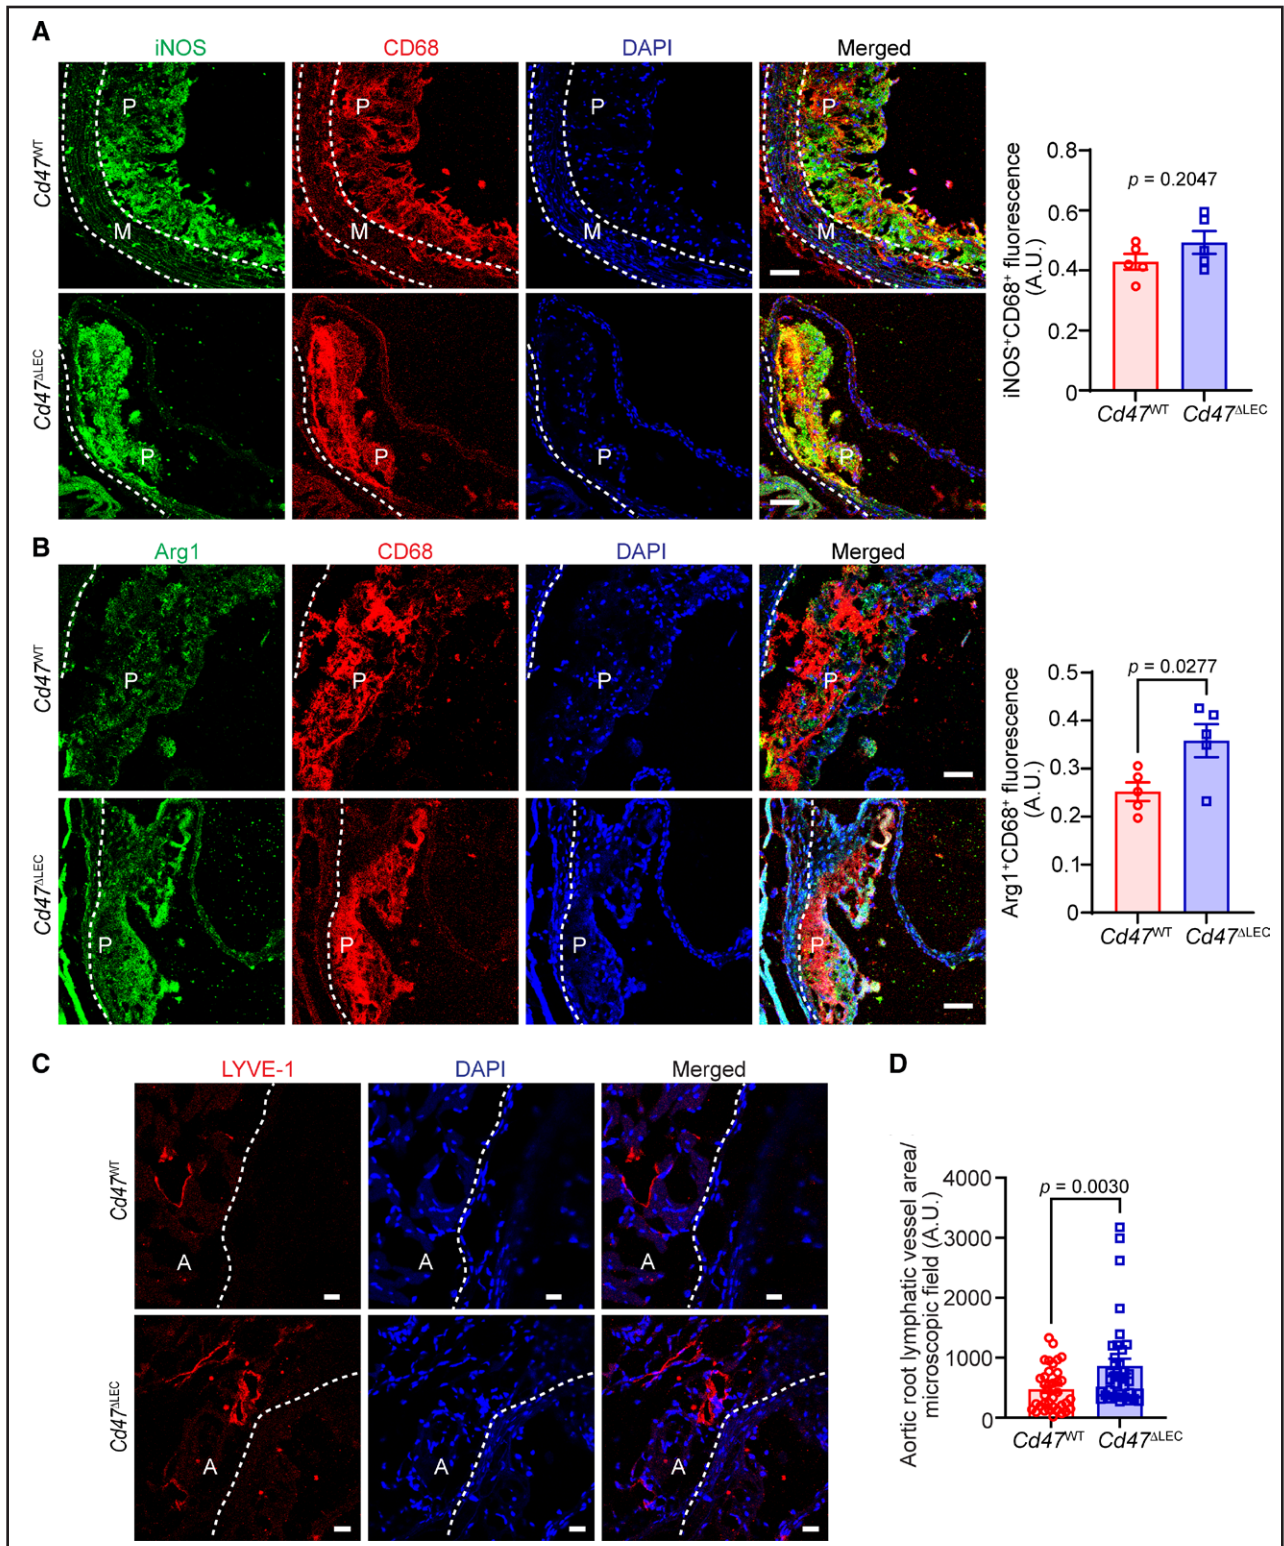 A
iNOS CD68 DAPI Merged
Cd47WT
P P P P
M M M M
Cd47ΔLEC
P P P P
iNOS+CD68+ fluorescence
(A.U.)
0.8
0.6
0.4
0.2
0
p = 0.2047
Cd47WT Cd47ΔLEC
B
Arg1 CD68 DAPI Merged
Cd47WT
P P P P
Cd47ΔLEC
P P P P
Arg1+CD68+ fluorescence
(A.U.)
0.5
0.4
0.3
0.2
0.1
0
p = 0.0277
Cd47WT Cd47ΔLEC
C
LYVE-1 DAPI Merged
Cd47WT
A A A
Cd47ΔLEC
A A A
D
Aortic root lymphatic vessel area/
microscopic field (A.U.)
4000
3000
2000
1000
0
p = 0.0030
Cd47WT Cd47ΔLEC